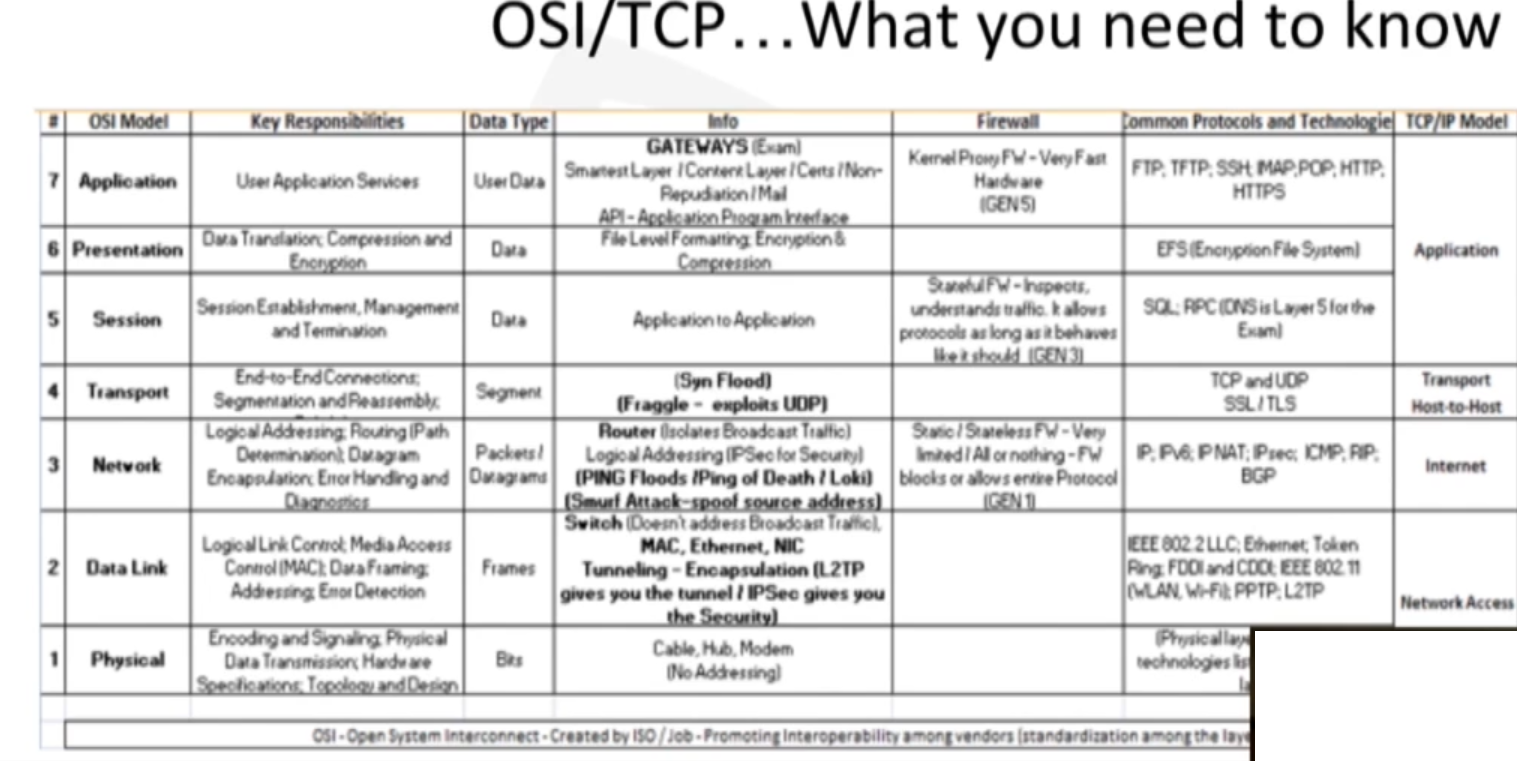 OSI/TCP...What you need to know
# OSI Model Key Responsibilities Data Type Info Firewall Common Protocols and Technologie TCP/IP Model
7 Application
User Application Services
User Data
GATEWAYS (Exam)
Smartest Layer / Content Layer / Certs / Non-
Repudiation / Mail
API - Application Program Interface
Kernel Proxy FW - Very Fast
Hardware
(GEN 5)
FTP; TFTP; SSH; IMAP;POP; HTTP;
HTTPS
Application
6 Presentation
Data Translation; Compression and
Encryption
Data
File Level Formatting; Encryption &
Compression
EFS (Encryption File System)
5 Session
Session Establishment, Management
and Termination
Data
Application to Application
Stateful FW - Inspects,
understands traffic. It allows
protocols as long as it behaves
like it should (GEN 3)
SQL; RPC (DNS is Layer 5 for the
Exam)
4 Transport
End-to-End Connections;
Segmentation and Reassembly;
Segment
(Syn Flood)
(Fraggle - exploits UDP)
TCP and UDP
SSL / TLS
Transport
Host-to-Host
3 Network
Logical Addressing; Routing (Path
Determination); Datagram
Encapsulation; Error Handling and
Diagnostics
Packets /
Datagrams
Router (Isolates Broadcast Traffic)
Logical Addressing (IPSec for Security)
(PING Floods /Ping of Death / Loki)
(Smurf Attack-spoof source address)
Static / Stateless FW - Very
limited / All or nothing - FW
blocks or allows entire Protocol
(GEN 1)
IP; IPv6; IP NAT; IPsec; ICMP; RIP;
BGP
Internet
2 Data Link
Logical Link Control; Media Access
Control (MAC); Data Framing;
Addressing; Error Detection
Frames
Switch (Doesn't address Broadcast Traffic),
MAC, Ethernet, NIC
Tunneling - Encapsulation (L2TP
gives you the tunnel / IPSec gives you
the Security)
IEEE 802.2 LLC; Ethernet; Token
Ring; FDDI and CDDI; IEEE 802.11
(WLAN, Wi-Fi); PPTP; L2TP
Network Access
1 Physical
Encoding and Signaling; Physical
Data Transmission; Hardware
Specifications; Topology and Design
Bits
Cable, Hub, Modem
(No Addressing)
(Physical
technologies
OSI - Open System Interconnect - Created by ISO / Job - Promoting Interoperability among vendors (standardization among the